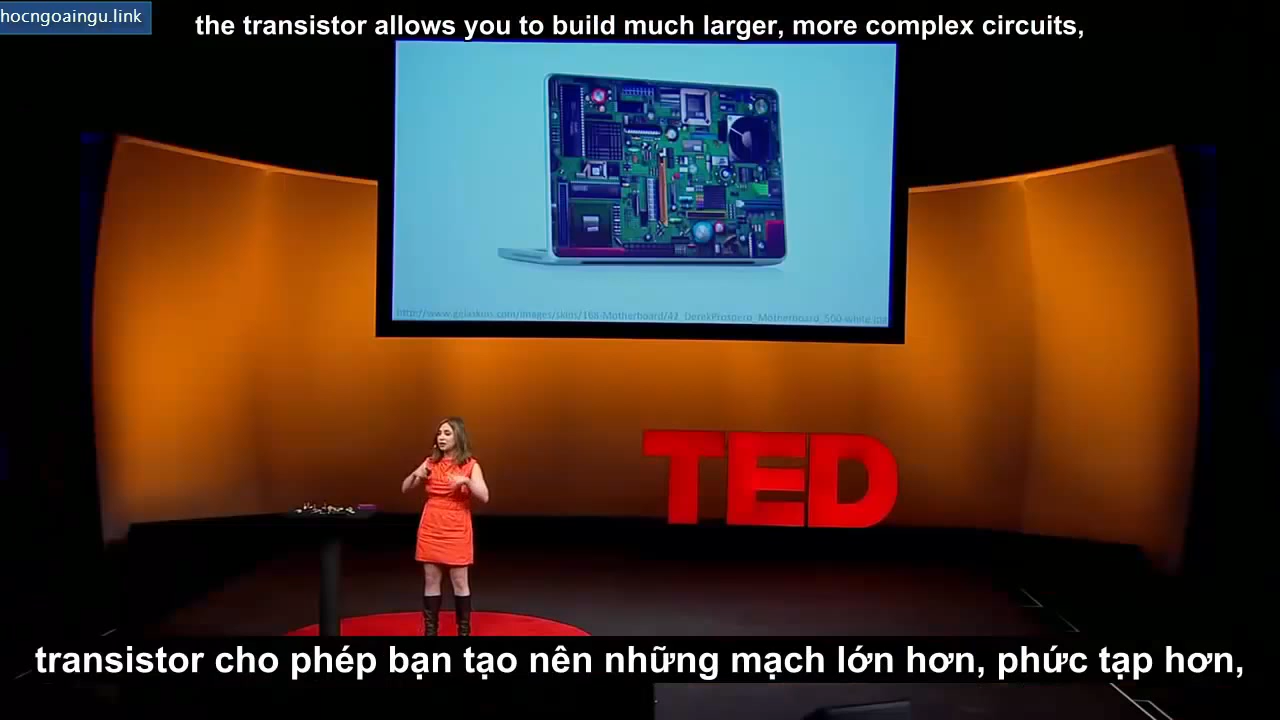 hocngoaingu.link
the transistor allows you to build much larger, more complex circuits,
TED
transistor cho phép bạn tạo nên những mạch lớn hơn, phức tạp hơn,